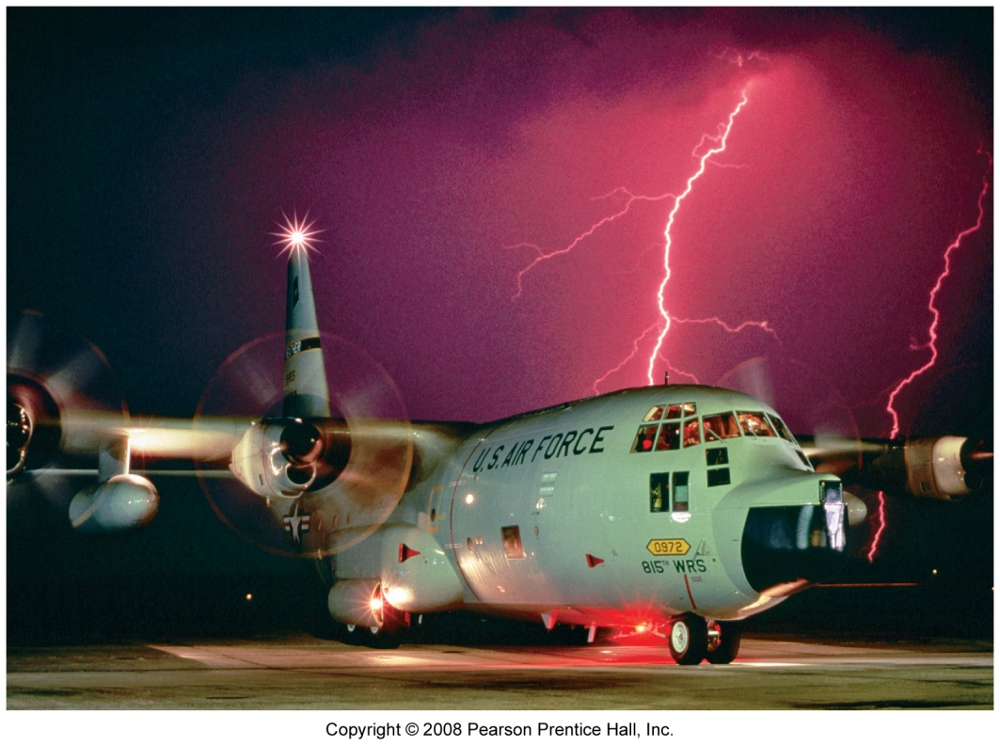 U.S. AIR FORCE
0972
815TH WRS
Copyright © 2008 Pearson Prentice Hall, Inc.